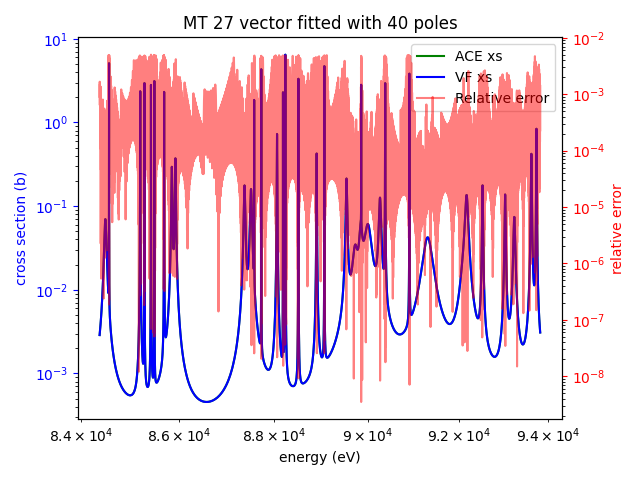 MT 27 vector fitted with 40 poles
ACE xs
VF xs
Relative error
cross section (b)
10¹
10⁰
10⁻¹
10⁻²
10⁻³
10⁻²
10⁻³
10⁻⁴
10⁻⁵
10⁻⁶
10⁻⁷
10⁻⁸
relative error
8.4 × 10⁴ 8.6 × 10⁴ 8.8 × 10⁴ 9 × 10⁴ 9.2 × 10⁴ 9.4 × 10⁴
energy (eV)